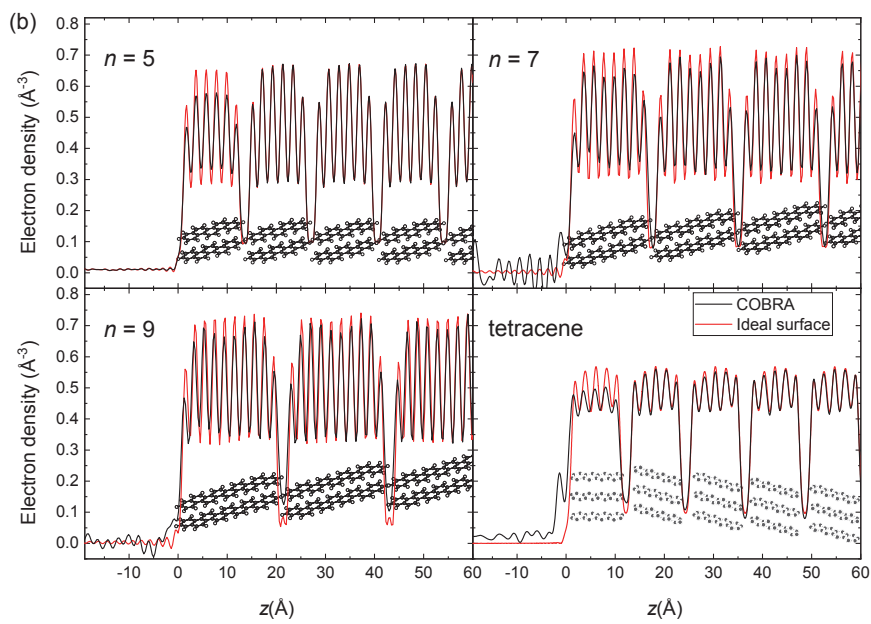 (b)
0.8
0.7
0.6
0.5
0.4
0.3
0.2
0.1
0.0
Electron density (Å-3)
n = 5
n = 7
0.9
0.8
0.7
0.6
0.5
0.4
0.3
0.2
0.1
0.0
Electron density (Å-3)
n = 9
tetracene
COBRA
Ideal surface
-10 0 10 20 30 40 50 60
-10 0 10 20 30 40 50 60
z(Å)
z(Å)